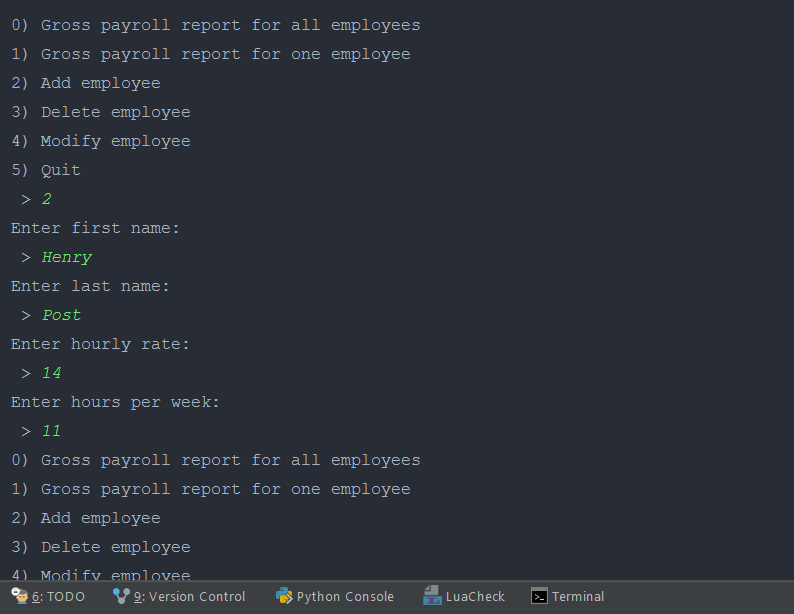 0) Gross payroll report for all employees
1) Gross payroll report for one employee
2) Add employee
3) Delete employee
4) Modify employee
5) Quit
 > 2
Enter first name:
 > Henry
Enter last name:
 > Post
Enter hourly rate:
 > 14
Enter hours per week:
 > 11
0) Gross payroll report for all employees
1) Gross payroll report for one employee
2) Add employee
3) Delete employee
4) Modify employee
6: TODO 9: Version Control Python Console LuaCheck Terminal